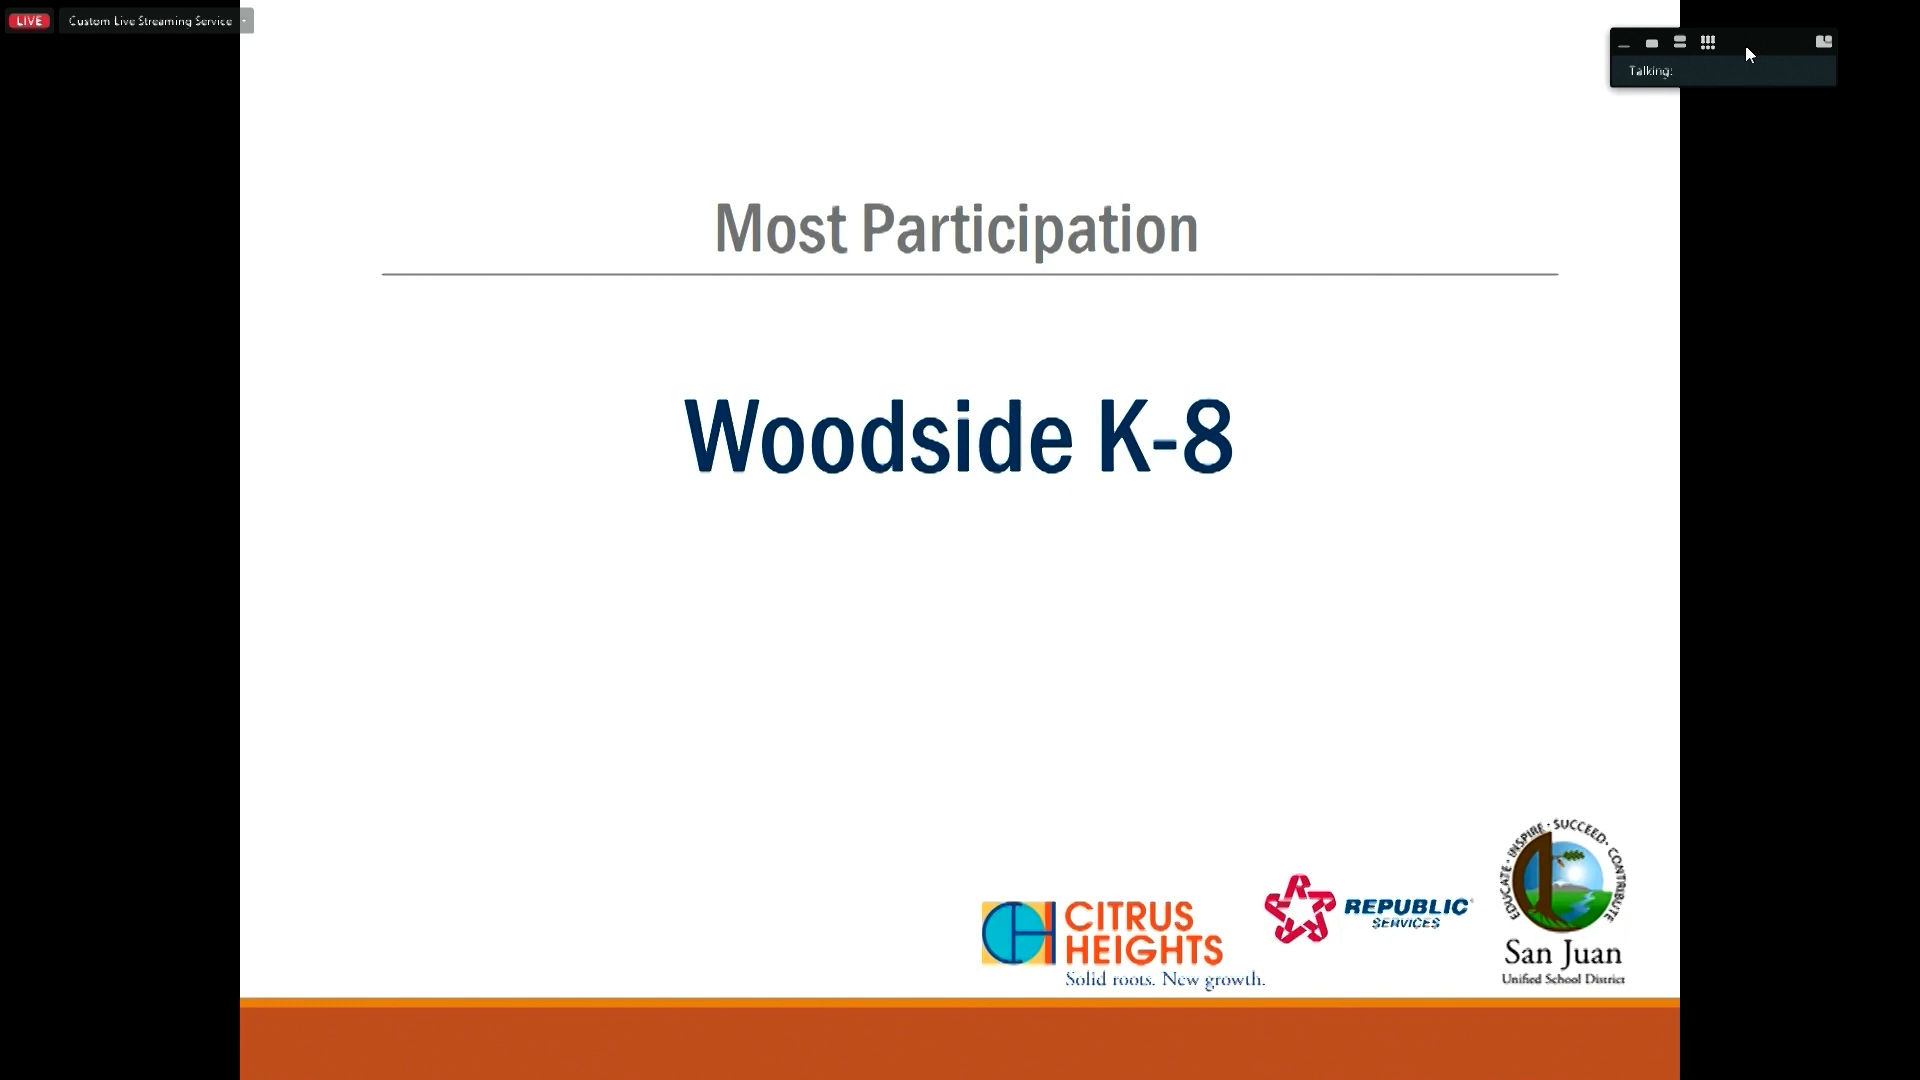 LIVE
Custom Live Streaming Service
Talking:
Most Participation
Woodside K-8
EDUCATE · INSPIRE · SUCCEED · CONTRIBUTE
CITRUS
HEIGHTS
Solid roots. New growth.
REPUBLIC
SERVICES
San Juan
Unified School District